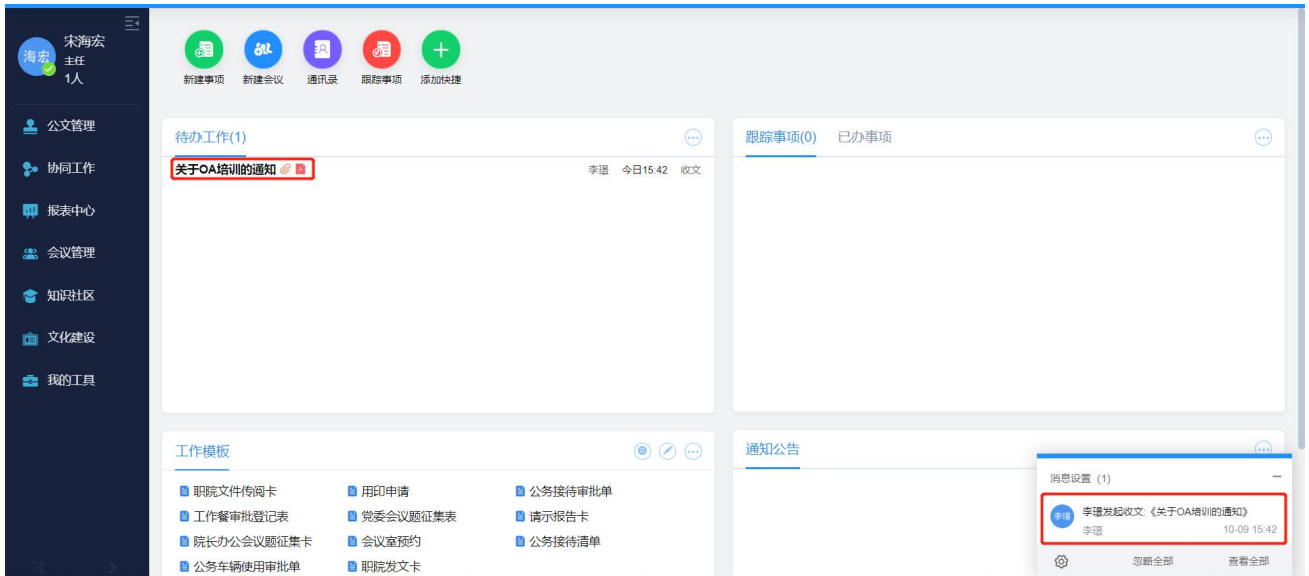 宋海宏
海宏
主任
1人
新建事项 新建会议 通讯录 跟踪事项 添加快捷
公文管理
协同工作
报表中心
会议管理
知识社区
文化建设
我的工具
待办工作(1)
关于OA培训的通知 李璟 今日15:42 收文
跟踪事项(0) 已办事项
工作模板
职院文件传阅卡 用印申请 公务接待审批单
工作餐审批登记表 党委会议题征集表 请示报告卡
院长办公会议题征集卡 会议室预约 公务接待清单
公务车辆使用审批单 职院发文卡
通知公告
消息设置 (1)
李璟 李璟发起收文:《关于OA培训的通知》
李璟 10-09 15:42
忽略全部 查看全部